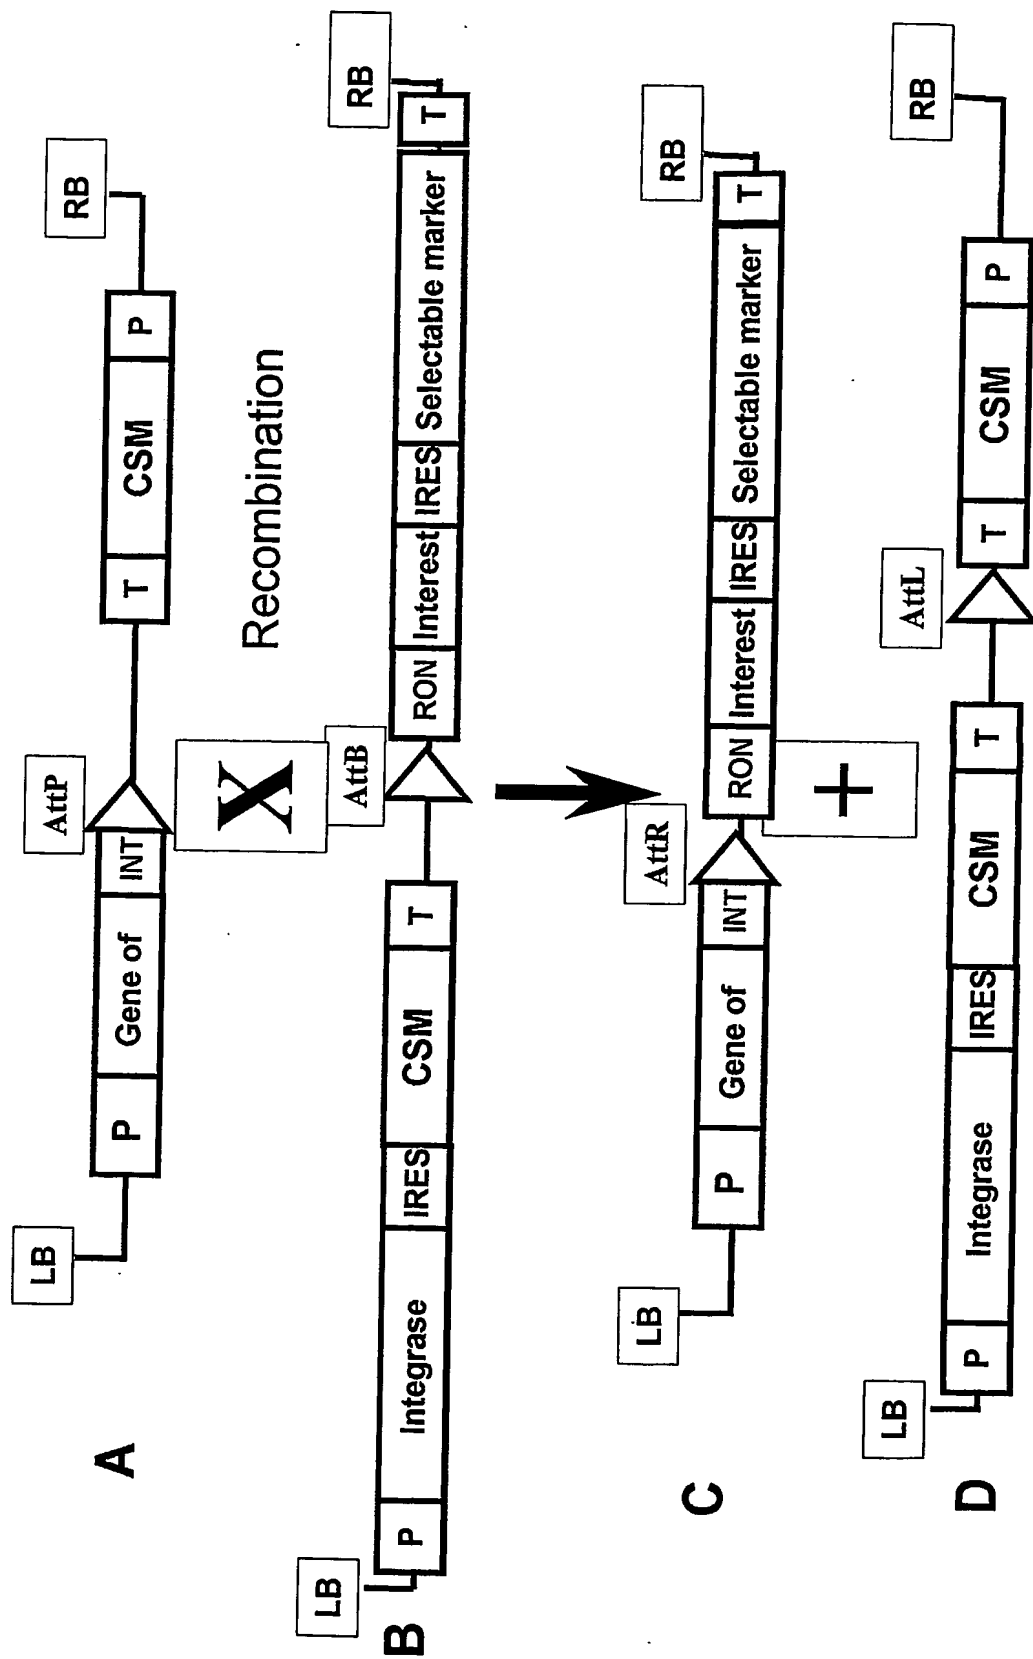 A
LB
P
Gene of
INT
AttP
T
CSM
P
RB
X
Recombination
B
LB
P
Integrase
IRES
CSM
T
AttB
RON
Interest
IRES
Selectable marker
T
RB
C
LB
P
Gene of
INT
AttR
RON
Interest
IRES
Selectable marker
T
RB
+
D
LB
P
Integrase
IRES
CSM
T
AttL
T
CSM
P
RB